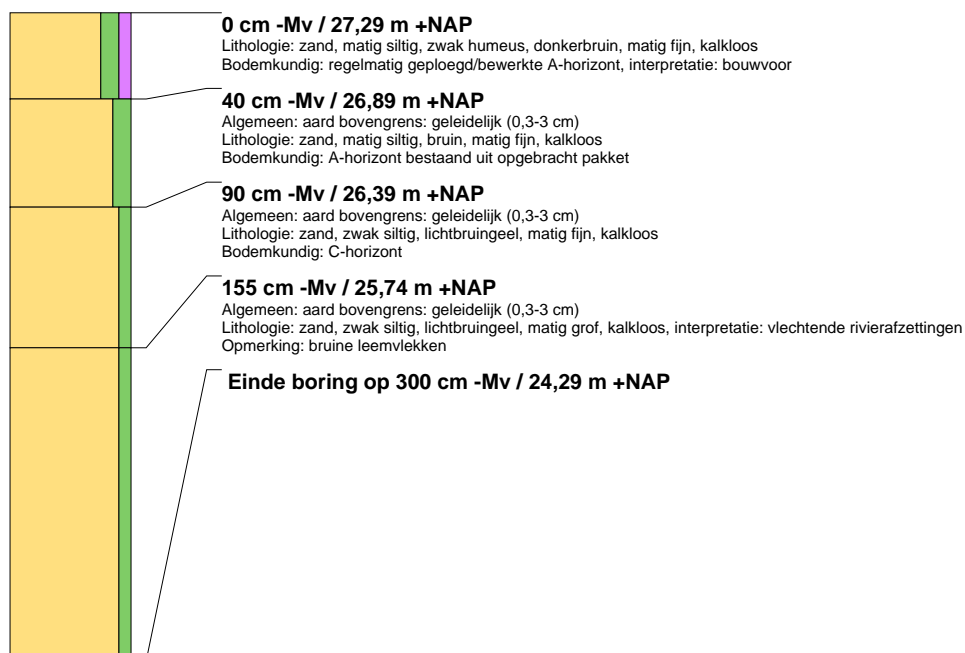 0 cm -Mv / 27,29 m +NAP
Lithologie: zand, matig siltig, zwak humeus, donkerbruin, matig fijn, kalkloos
Bodemkundig: regelmatig geploegd/bewerkte A-horizont, interpretatie: bouwvoor
40 cm -Mv / 26,89 m +NAP
Algemeen: aard bovengrens: geleidelijk (0,3-3 cm)
Lithologie: zand, matig siltig, bruin, matig fijn, kalkloos
Bodemkundig: A-horizont bestaand uit opgebracht pakket
90 cm -Mv / 26,39 m +NAP
Algemeen: aard bovengrens: geleidelijk (0,3-3 cm)
Lithologie: zand, zwak siltig, lichtbruingeel, matig fijn, kalkloos
Bodemkundig: C-horizont
155 cm -Mv / 25,74 m +NAP
Algemeen: aard bovengrens: geleidelijk (0,3-3 cm)
Lithologie: zand, zwak siltig, lichtbruingeel, matig grof, kalkloos, interpretatie: vlechtende rivierafzettingen
Opmerking: bruine leemvlekken
Einde boring op 300 cm -Mv / 24,29 m +NAP